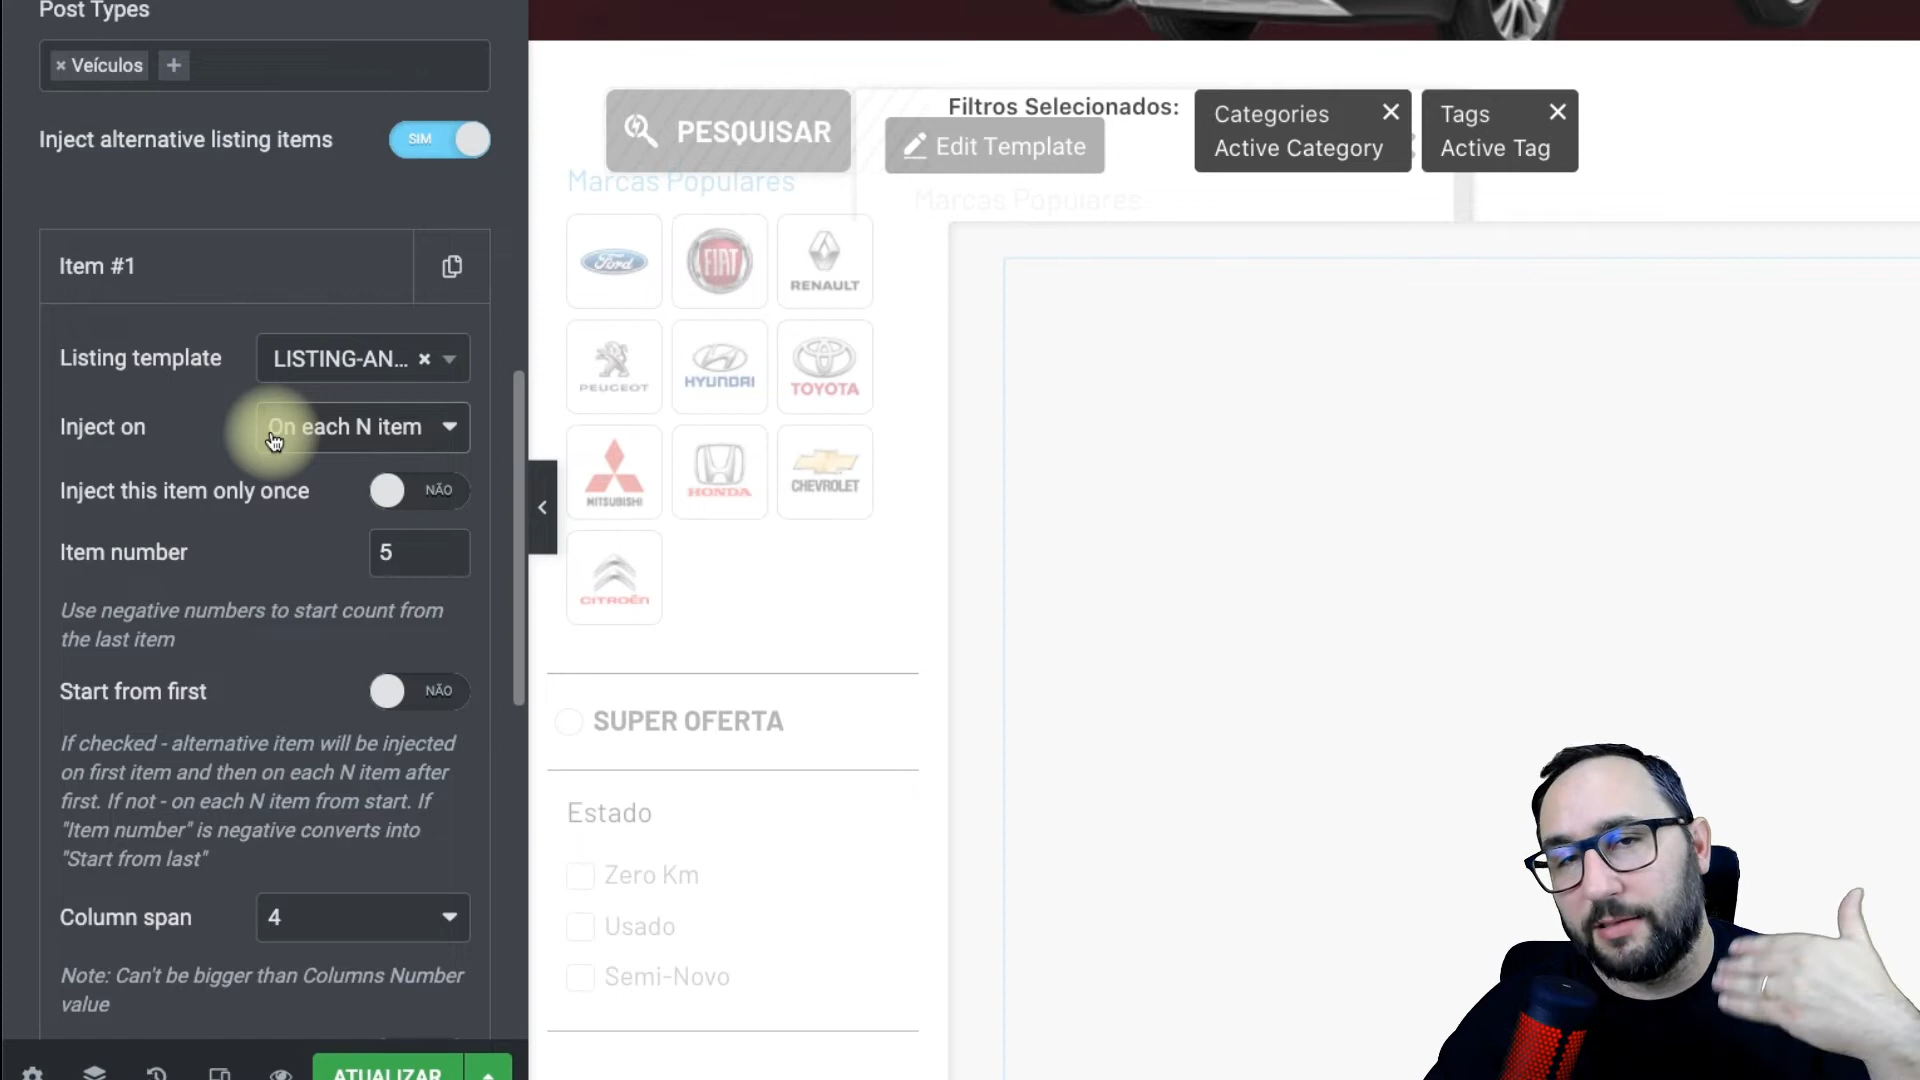 Post Types
× Veículos +
Inject alternative listing items
SIM
Item #1
Listing template
LISTING-AN... ×
Inject on
On each N item
Inject this item only once
NÃO
Item number
5
Use negative numbers to start count from
the last item
Start from first
NÃO
If checked - alternative item will be injected
on first item and then on each N item after
first. If not - on each N item from start. If
"Item number" is negative converts into
"Start from last"
Column span
4
Note: Can't be bigger than Columns Number
value
ATUALIZAR
PESQUISAR
Edit Template
Filtros Selecionados:
Categories
Active Category
Tags
Active Tag
Marcas Populares
Marcas Populares
Ford
FIAT
RENAULT
PEUGEOT
HYUNDAI
TOYOTA
MITSUBISHI
HONDA
CHEVROLET
CITROËN
SUPER OFERTA
Estado
Zero Km
Usado
Semi-Novo